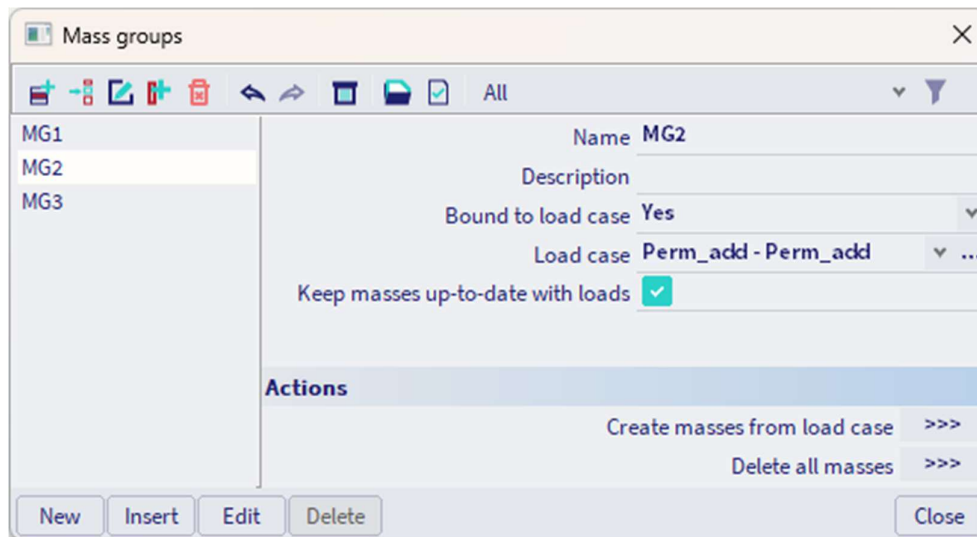 Mass groups
All
MG1
MG2
MG3
Name MG2
Description
Bound to load case Yes
Load case Perm_add - Perm_add ...
Keep masses up-to-date with loads
Actions
Create masses from load case >>>
Delete all masses >>>
New Insert Edit Delete Close